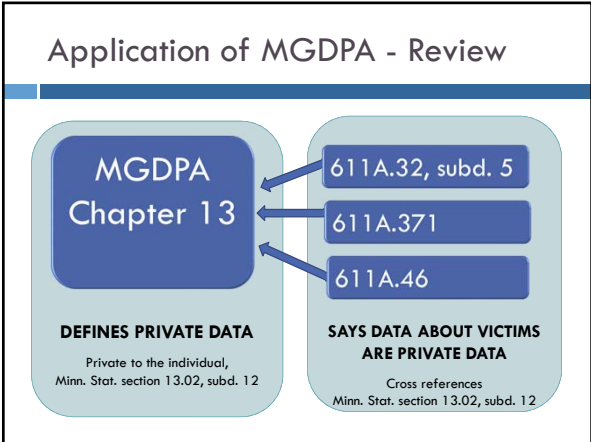 Application of MGDPA - Review
MGDPA
Chapter 13
DEFINES PRIVATE DATA
Private to the individual,
Minn. Stat. section 13.02, subd. 12
611A.32, subd. 5
611A.371
611A.46
SAYS DATA ABOUT VICTIMS
ARE PRIVATE DATA
Cross references
Minn. Stat. section 13.02, subd. 12